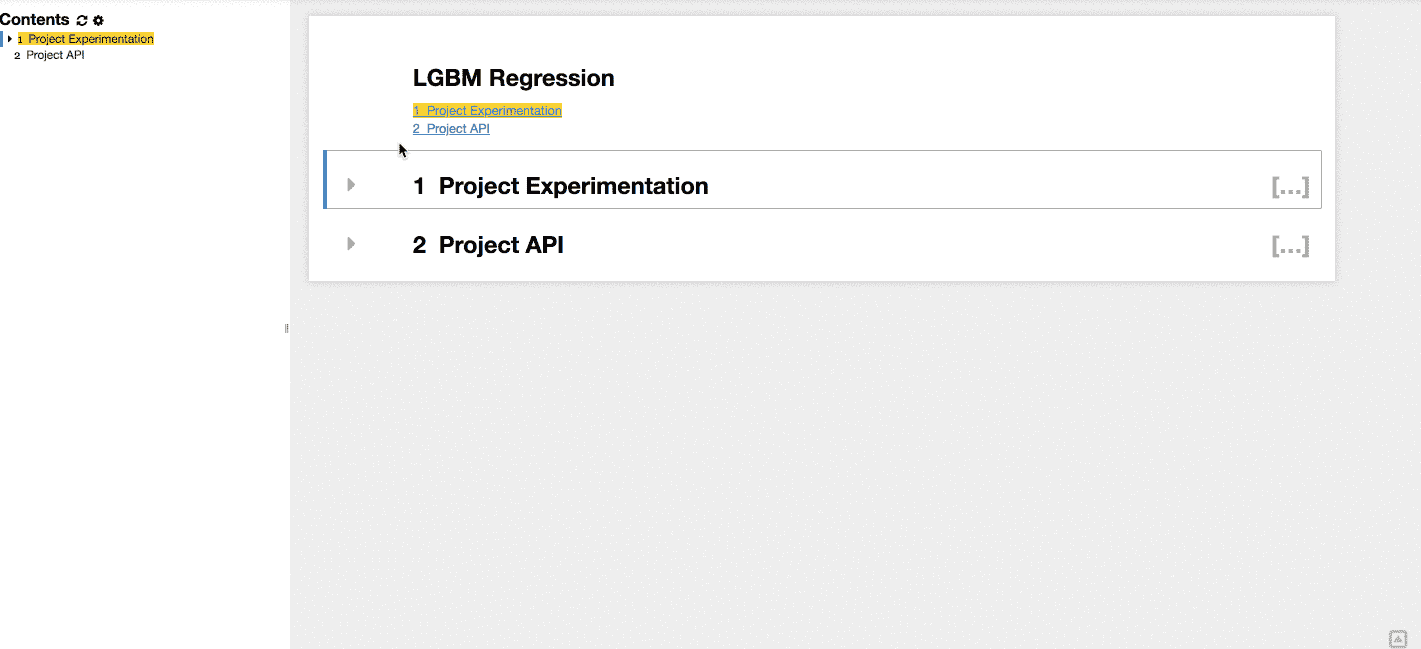 Contents
1 Project Experimentation
2 Project API
LGBM Regression
1 Project Experimentation
2 Project API
1 Project Experimentation
[...]
2 Project API
[...]